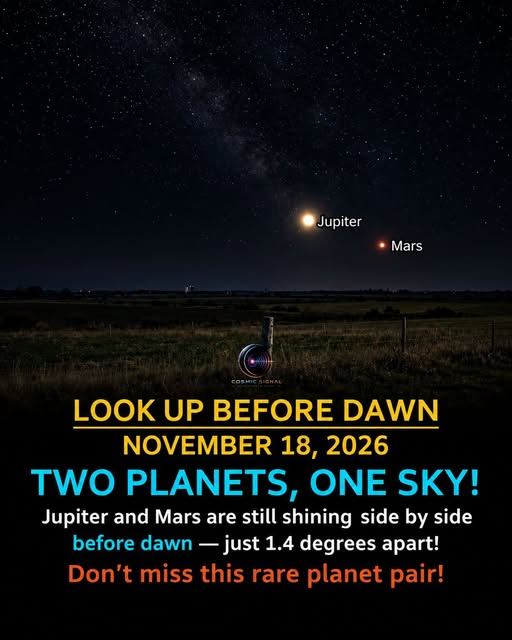 Jupiter
Mars
COSMIC SIGNAL
LOOK UP BEFORE DAWN
NOVEMBER 18, 2026
TWO PLANETS, ONE SKY!
Jupiter and Mars are still shining side by side
before dawn — just 1.4 degrees apart!
Don't miss this rare planet pair!